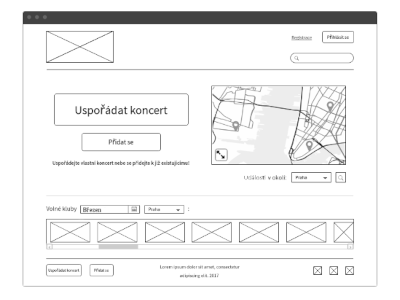 Registrace
Přihlásit se
Uspořádat koncert
Přidat se
Uspořádejte vlastní koncert nebo se přidejte k již existujícímu!
Události v okolí: Praha
Volné kluby Březen Praha :
Uspořádat koncert Přidat se
Lorem ipsum dolor sit amet, consectetur
adipiscing elit. 2017